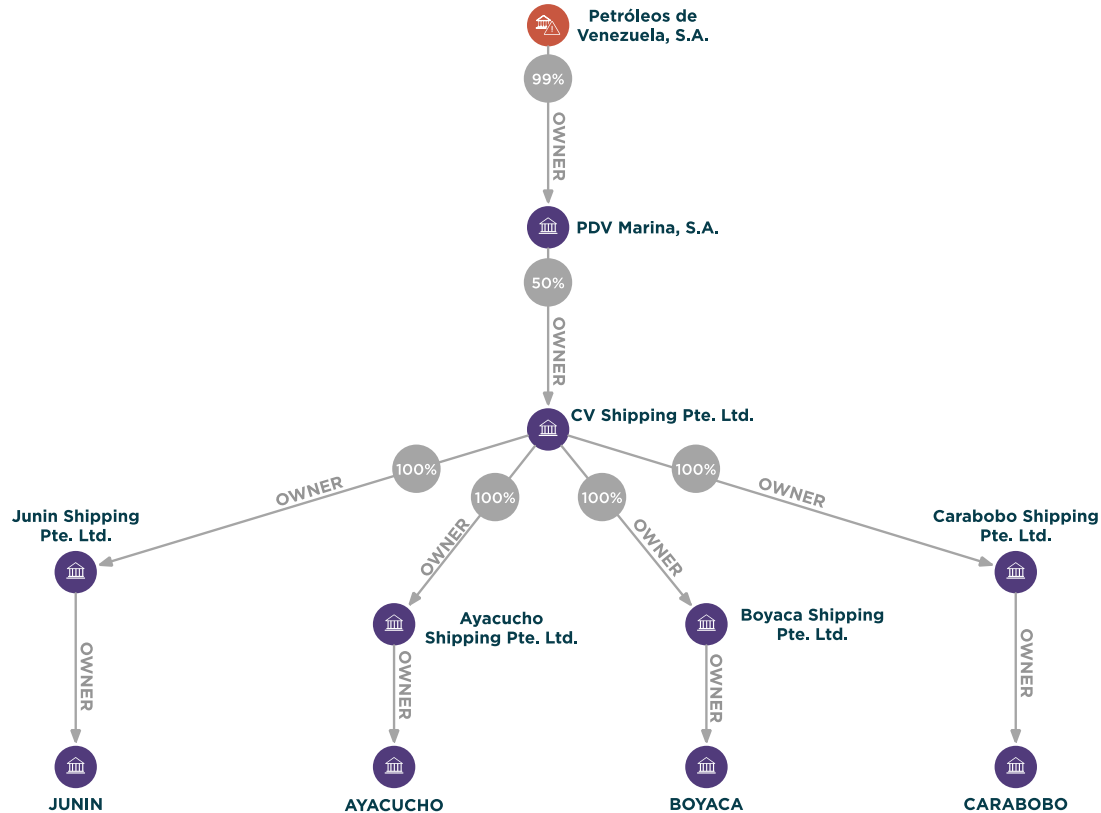 Petróleos de
Venezuela, S.A.
99%
OWNER
PDV Marina, S.A.
50%
OWNER
CV Shipping Pte. Ltd.
100%
100%
100%
100%
OWNER
OWNER
OWNER
OWNER
Junin Shipping
Pte. Ltd.
Carabobo Shipping
Pte. Ltd.
Ayacucho
Shipping Pte. Ltd.
Boyaca Shipping
Pte. Ltd.
OWNER
OWNER
OWNER
OWNER
JUNIN
AYACUCHO
BOYACA
CARABOBO